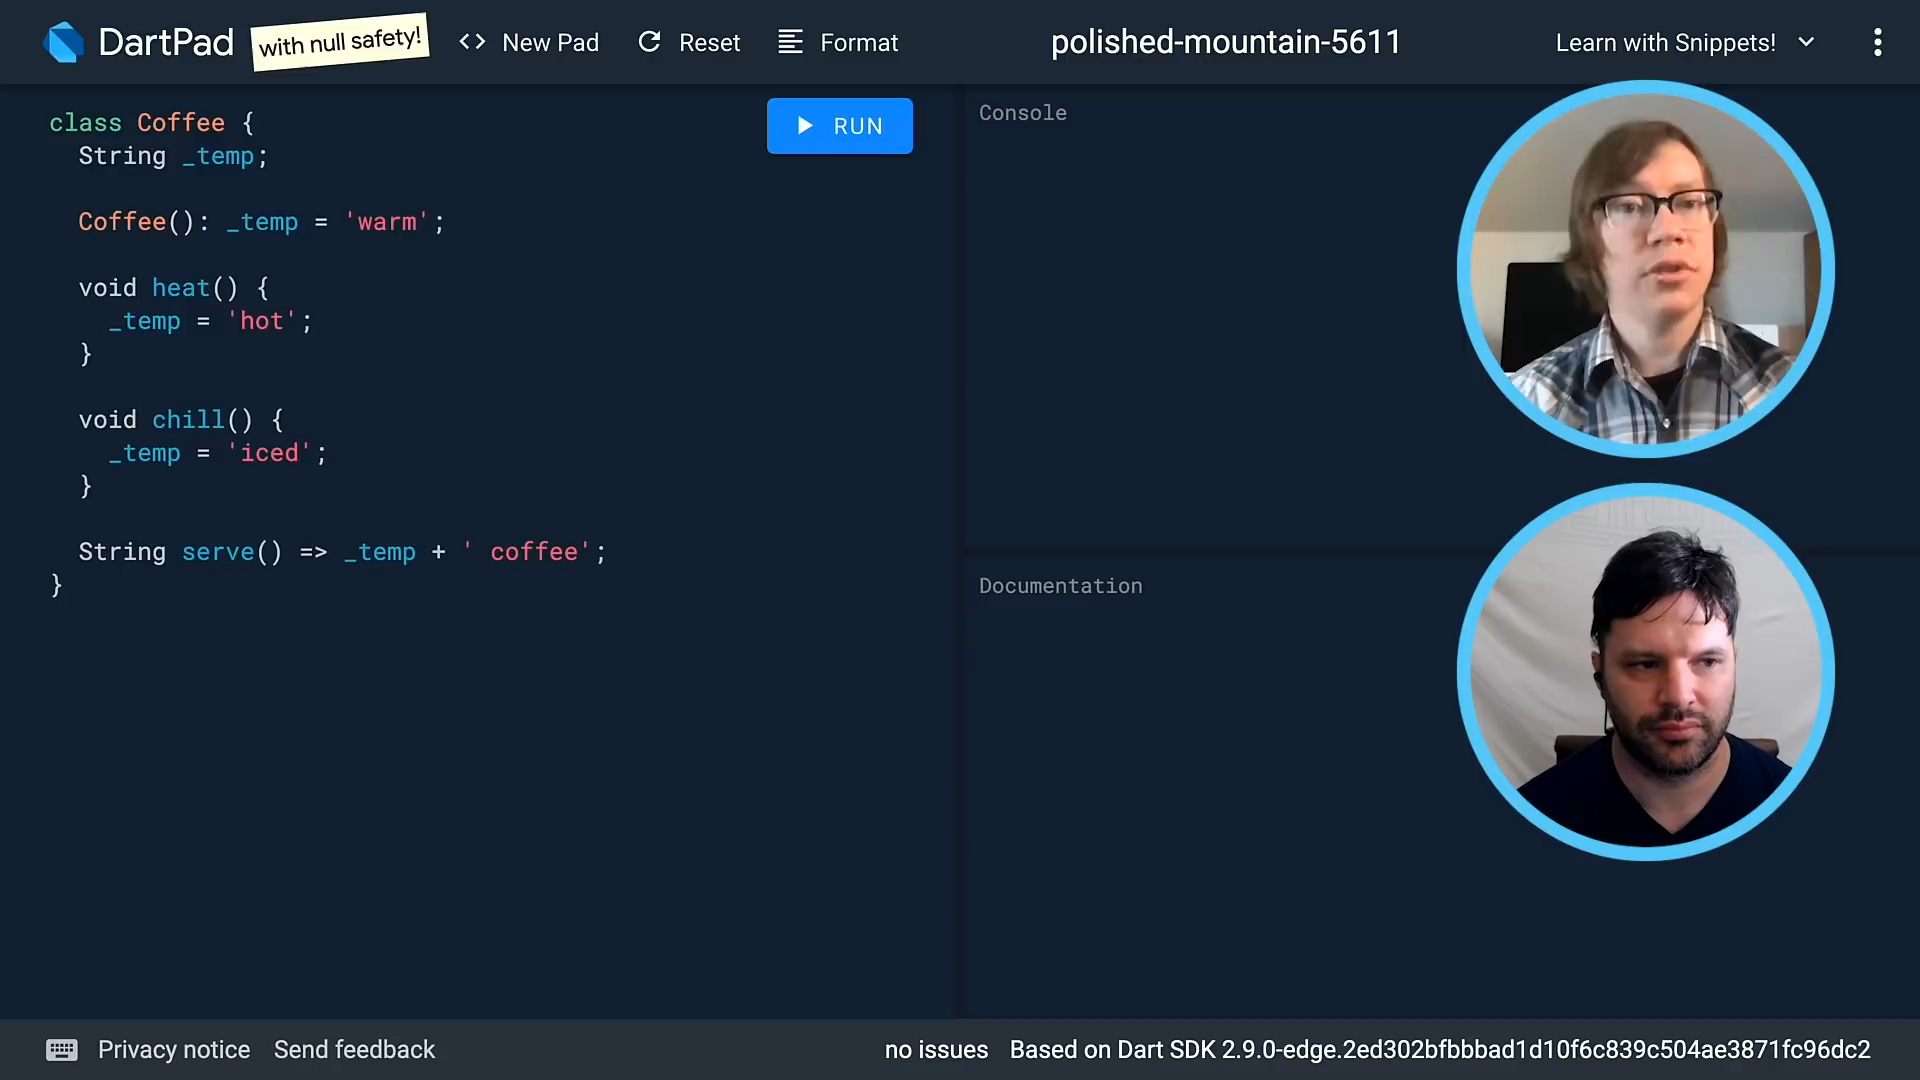 DartPad with null safety! <> New Pad Reset Format polished-mountain-5611 Learn with Snippets!
class Coffee {
String _temp;
Coffee(): _temp = 'warm';
void heat() {
_temp = 'hot';
}
void chill() {
_temp = 'iced';
}
String serve() => _temp + ' coffee';
}
RUN
Console
Documentation
Privacy notice Send feedback no issues Based on Dart SDK 2.9.0-edge.2ed302bfbbbad1d10f6c839c504ae3871fc96dc2